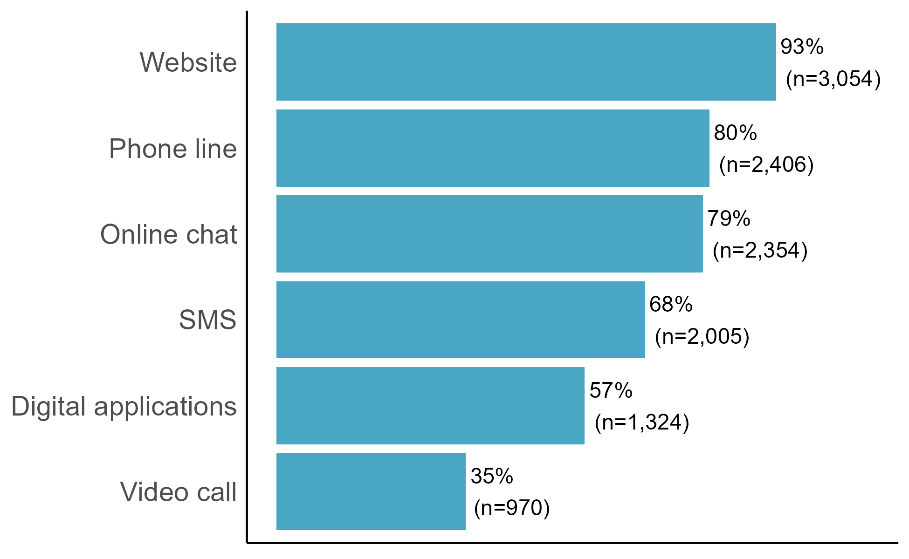 Website
93%
(n=3,054)
Phone line
80%
(n=2,406)
Online chat
79%
(n=2,354)
SMS
68%
(n=2,005)
Digital applications
57%
(n=1,324)
Video call
35%
(n=970)